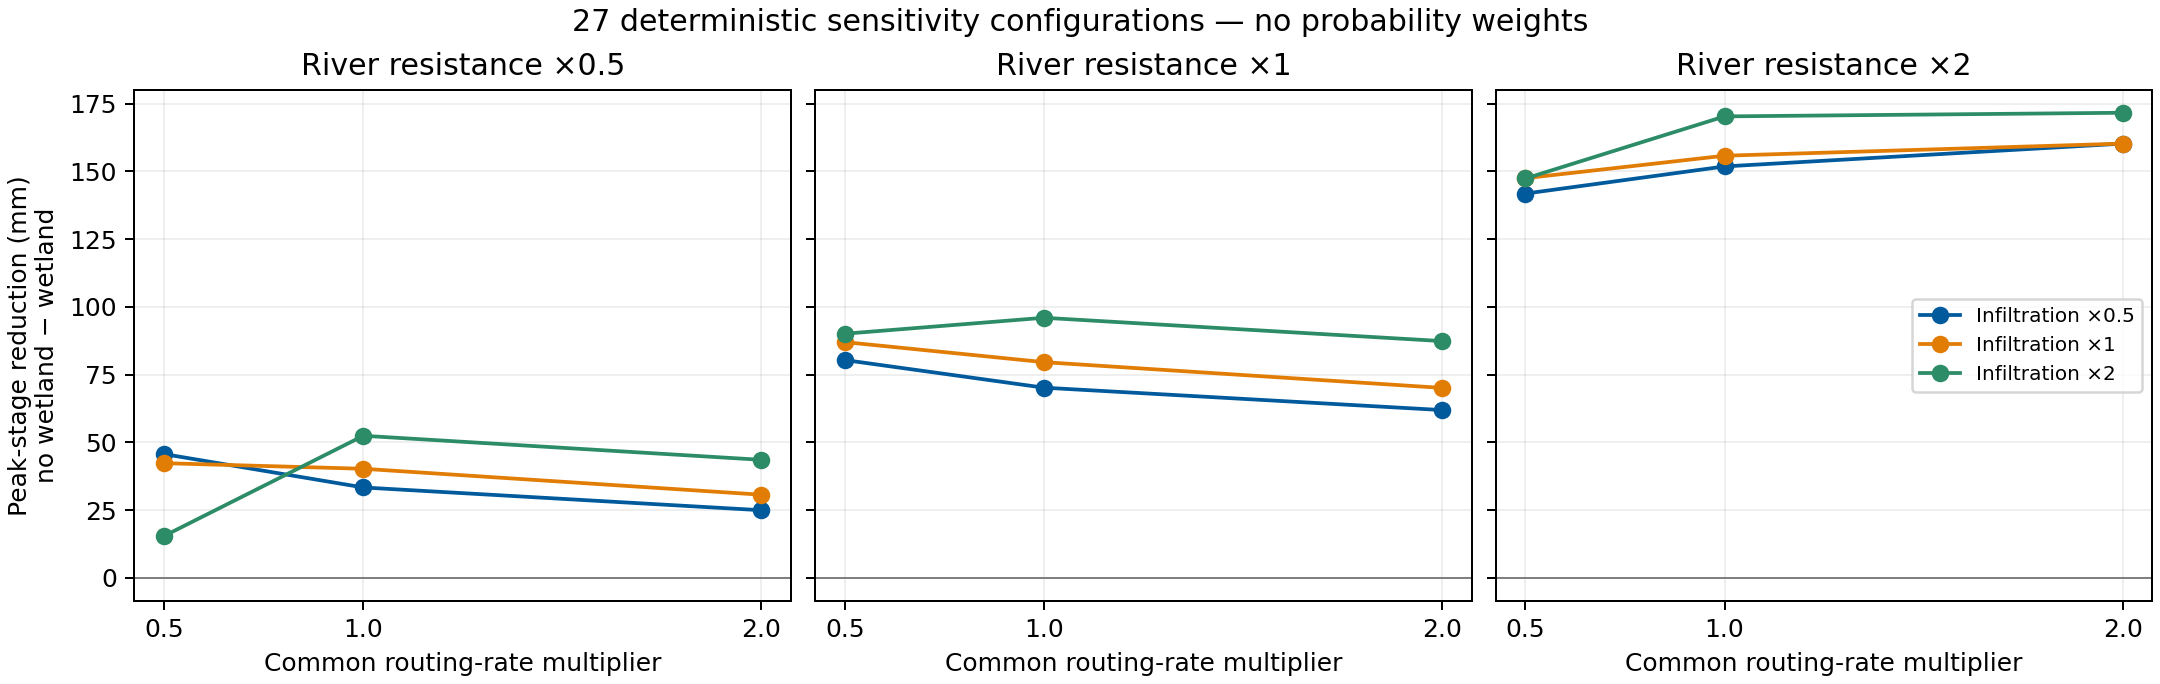 27 deterministic sensitivity configurations — no probability weights
River resistance ×0.5
River resistance ×1
River resistance ×2
Peak-stage reduction (mm)
no wetland − wetland
175
150
125
100
75
50
25
0
0.5
1.0
2.0
0.5
1.0
2.0
0.5
1.0
2.0
Common routing-rate multiplier
Common routing-rate multiplier
Common routing-rate multiplier
Infiltration ×0.5
Infiltration ×1
Infiltration ×2